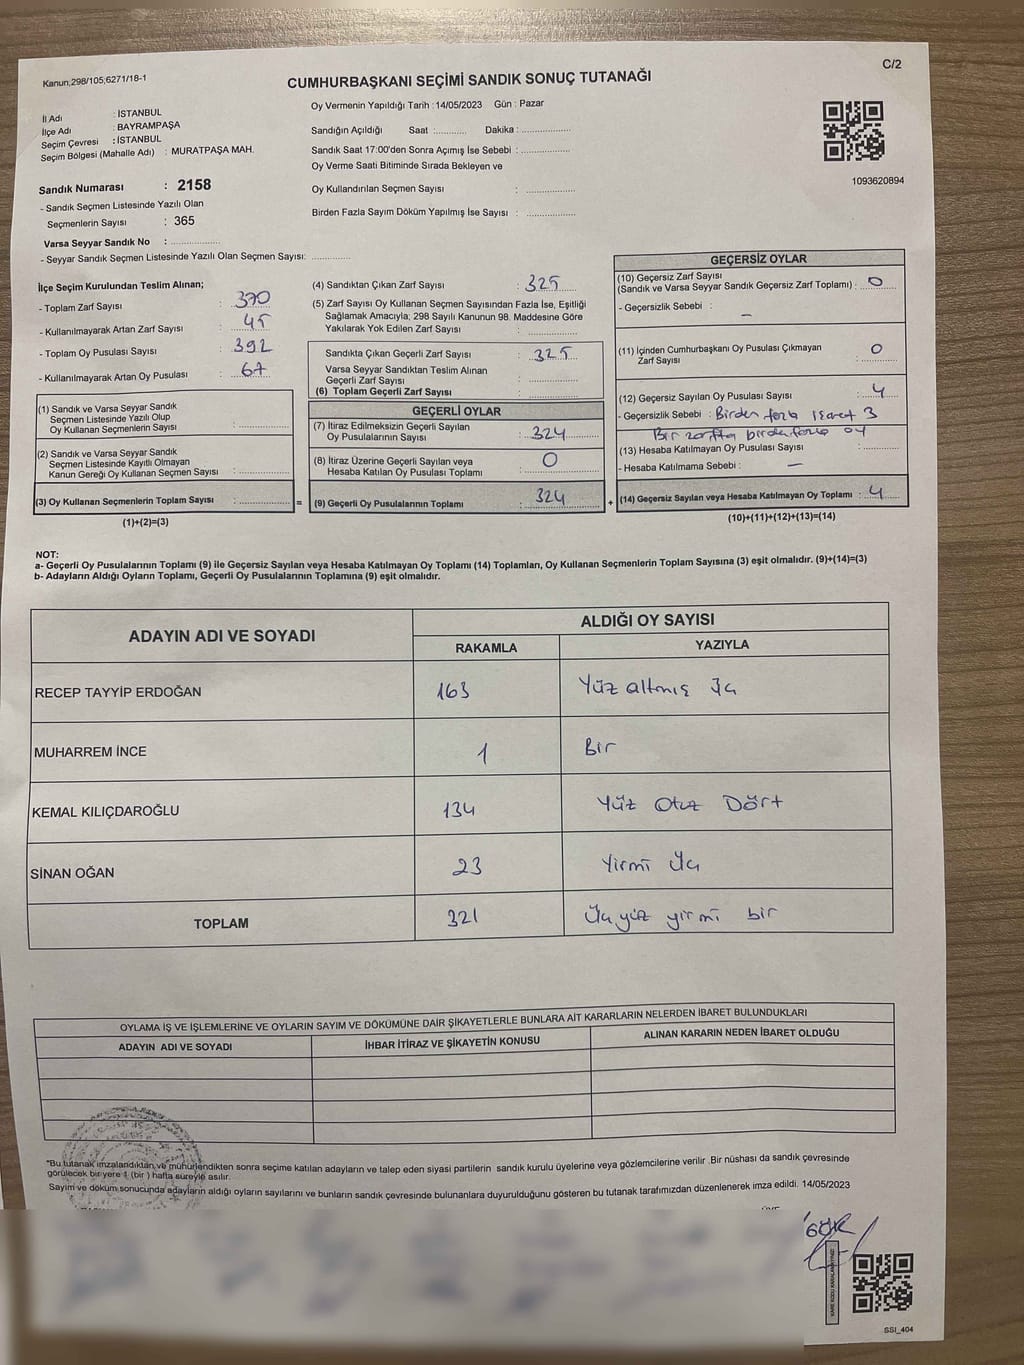 Kanun;298/105;6271/18-1
CUMHURBAŞKANI SEÇİMİ SANDIK SONUÇ TUTANAĞI
C/2
İl Adı : İSTANBUL
İlçe Adı : BAYRAMPAŞA
Seçim Çevresi : İSTANBUL
Seçim Bölgesi (Mahalle Adı) : MURATPAŞA MAH.
Oy Vermenin Yapıldığı Tarih : 14/05/2023 Gün : Pazar
Sandığın Açıldığı Saat :........... Dakika :..................
Sandık Saat 17:00'den Sonra Açımış İse Sebebi :..................
Oy Verme Saati Bitiminde Sırada Bekleyen ve
Oy Kullandırılan Seçmen Sayısı : ..................
Birden Fazla Sayım Döküm Yapılmış İse Sayısı : ..................
1093620894
Sandık Numarası : 2158
- Sandık Seçmen Listesinde Yazılı Olan
Seçmenlerin Sayısı : 365
Varsa Seyyar Sandık No : ..................
- Seyyar Sandık Seçmen Listesinde Yazılı Olan Seçmen Sayısı: ..............
İlçe Seçim Kurulundan Teslim Alınan;
- Toplam Zarf Sayısı : 370
- Kullanılmayarak Artan Zarf Sayısı : 45
- Toplam Oy Pusulası Sayısı : 392
- Kullanılmayarak Artan Oy Pusulası : 67
(1) Sandık ve Varsa Seyyar Sandık
Seçmen Listesinde Yazılı Olup
Oy Kullanan Seçmenlerin Sayısı : ..............
(2) Sandık ve Varsa Seyyar Sandık
Seçmen Listesinde Kayıtlı Olmayan
Kanun Gereği Oy Kullanan Seçmen Sayısı : ..............
(3) Oy Kullanan Seçmenlerin Toplam Sayısı : .............. =
(1)+(2)=(3)
(4) Sandıktan Çıkan Zarf Sayısı : 325
(5) Zarf Sayısı Oy Kullanan Seçmen Sayısından Fazla İse, Eşitliği
Sağlamak Amacıyla; 298 Sayılı Kanunun 98. Maddesine Göre
Yakılarak Yok Edilen Zarf Sayısı : ..............
Sandıkta Çıkan Geçerli Zarf Sayısı : 325
Varsa Seyyar Sandıktan Teslim Alınan
Geçerli Zarf Sayısı : ..............
(6) Toplam Geçerli Zarf Sayısı : ..............
GEÇERLİ OYLAR
(7) İtiraz Edilmeksizin Geçerli Sayılan
Oy Pusulalarının Sayısı : 324
(8) İtiraz Üzerine Geçerli Sayılan veya
Hesaba Katılan Oy Pusulası Toplamı : 0
(9) Geçerli Oy Pusulalarının Toplamı : 324 +
GEÇERSİZ OYLAR
(10) Geçersiz Zarf Sayısı
(Sandık ve Varsa Seyyar Sandık Geçersiz Zarf Toplamı) : 0
- Geçersizlik Sebebi : —
(11) İçinden Cumhurbaşkanı Oy Pusulası Çıkmayan
Zarf Sayısı : 0
(12) Geçersiz Sayılan Oy Pusulası Sayısı : 4
- Geçersizlik Sebebi : Birden fazla işaret 3
Bir zarfta birden fazla oy
(13) Hesaba Katılmayan Oy Pusulası Sayısı :
- Hesaba Katılmama Sebebi : —
(14) Geçersiz Sayılan veya Hesaba Katılmayan Oy Toplamı : 4
(10)+(11)+(12)+(13)=(14)
NOT:
a- Geçerli Oy Pusulalarının Toplamı (9) ile Geçersiz Sayılan veya Hesaba Katılmayan Oy Toplamı (14) Toplamları, Oy Kullanan Seçmenlerin Toplam Sayısına (3) eşit olmalıdır. (9)+(14)=(3)
b- Adayların Aldığı Oyların Toplamı, Geçerli Oy Pusulalarının Toplamına (9) eşit olmalıdır.
ADAYIN ADI VE SOYADI ALDIĞI OY SAYISI
RAKAMLA YAZIYLA
RECEP TAYYİP ERDOĞAN 163 Yüz altmış üç
MUHARREM İNCE 1 Bir
KEMAL KILIÇDAROĞLU 134 Yüz Otuz Dört
SİNAN OĞAN 23 Yirmi üç
TOPLAM 321 Üçyüz yirmi bir
OYLAMA İŞ VE İŞLEMLERİNE VE OYLARIN SAYIM VE DÖKÜMÜNE DAİR ŞİKAYETLERLE BUNLARA AİT KARARLARIN NELERDEN İBARET BULUNDUKLARI
ADAYIN ADI VE SOYADI İHBAR İTİRAZ VE ŞİKAYETİN KONUSU ALINAN KARARIN NEDEN İBARET OLDUĞU
"Bu tutanak imzalandıktan ve mühürlendikten sonra seçime katılan adayların ve talep eden siyasi partilerin sandık kurulu üyelerine veya gözlemcilerine verilir .Bir nüshası da sandık çevresinde
görülecek bir yere 1 (bir ) hafta süreyle asılır.
Sayım ve döküm sonucunda adayların aldığı oyların sayılarını ve bunların sandık çevresinde bulunanlara duyurulduğunu gösteren bu tutanak tarafımızdan düzenlenerek imza edildi. 14/05/2023
SSI_404